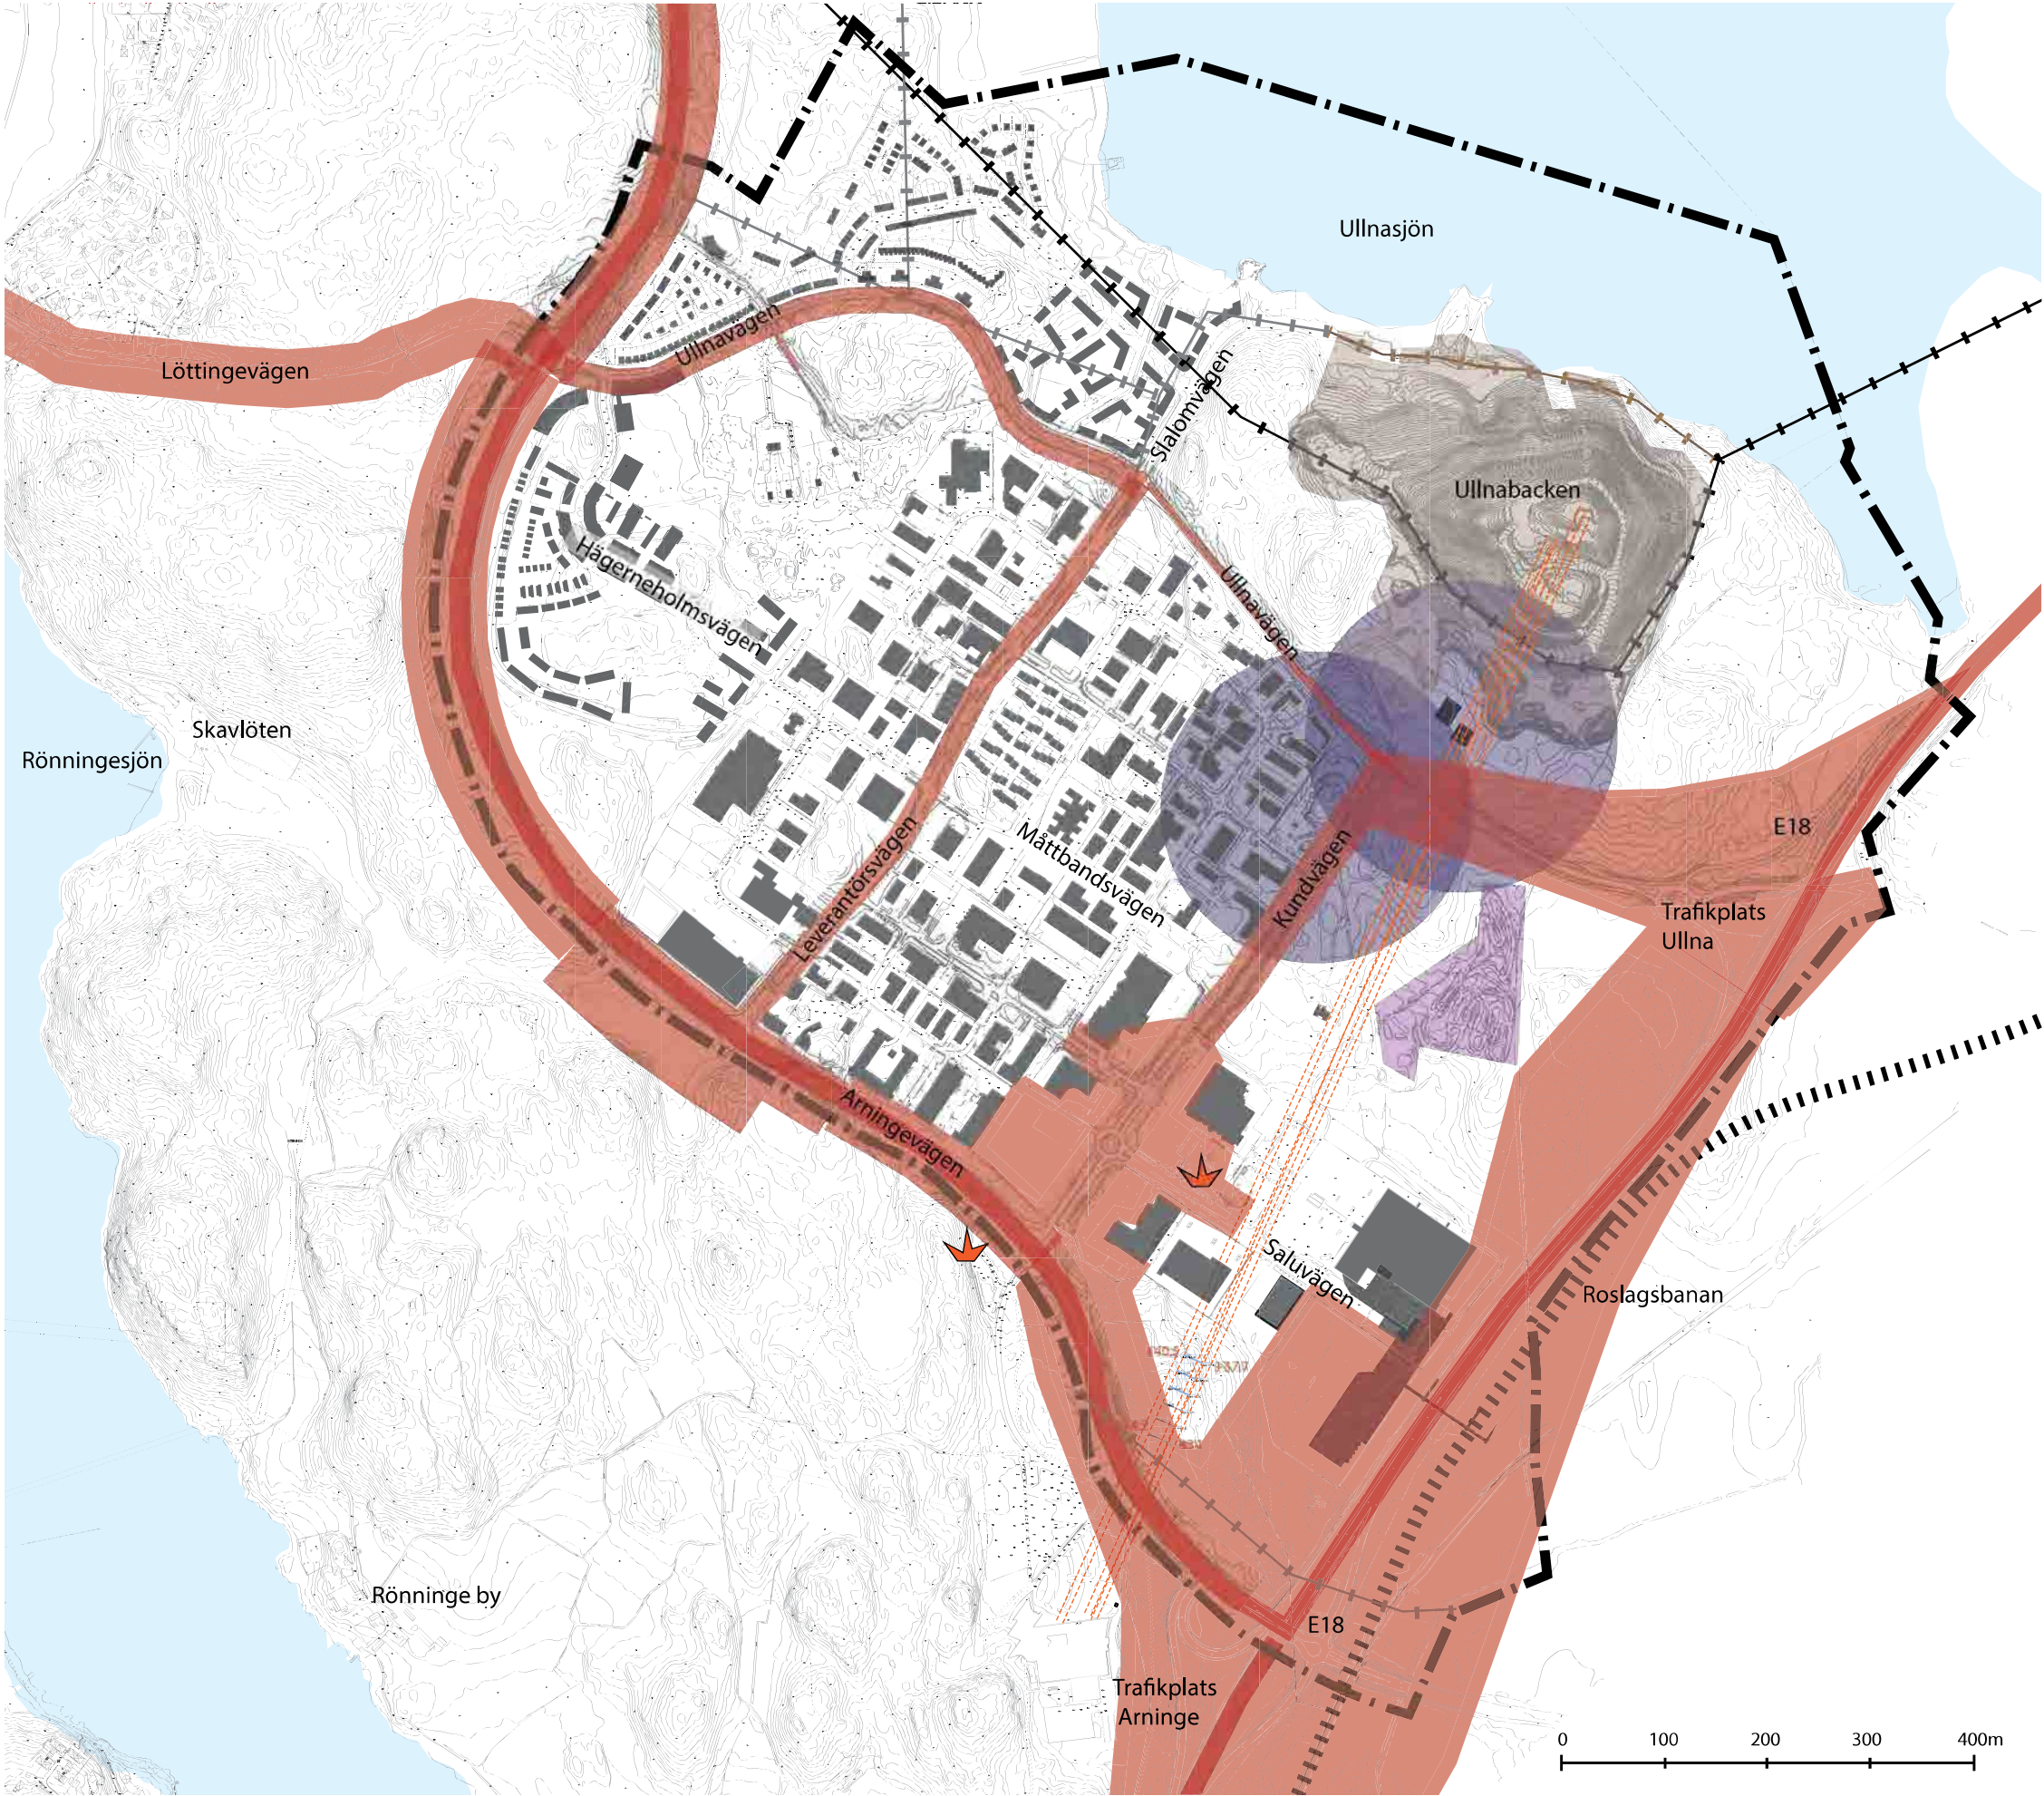 Ullnasjön
Löttingevägen
Ullnavägen
Slalomvägen
Ullnabacken
Hägerneholmsvägen
Ullnavägen
Skavlöten
Rönningesjön
E18
Måttbandsvägen
Leverantörsvägen
Kundvägen
Trafikplats
Ullna
Arningevägen
Saluvägen
Roslagsbanan
Rönninge by
E18
Trafikplats
Arninge
0 100 200 300 400m